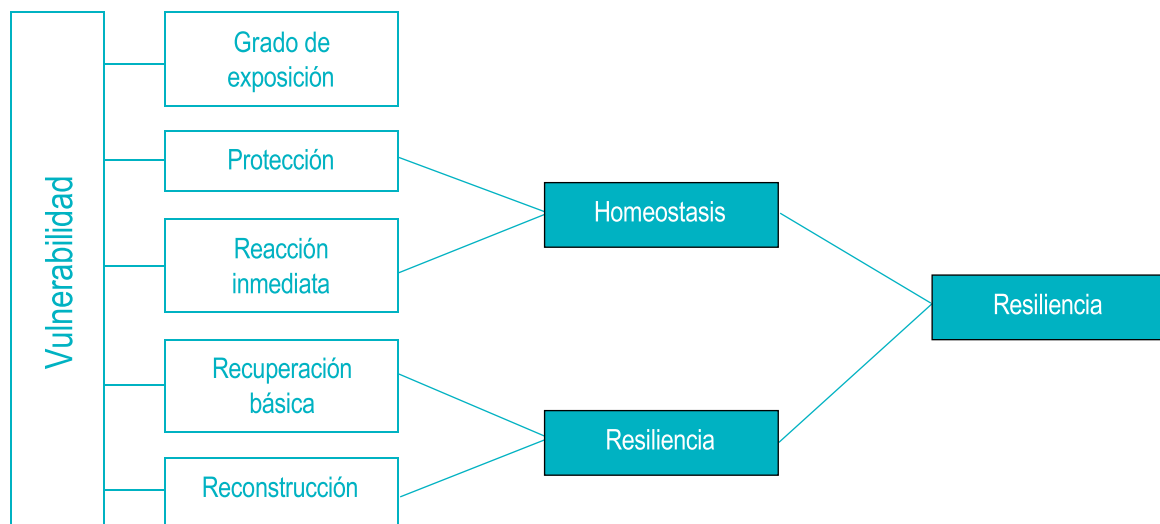 Vulnerabilidad
Grado de
exposición
Protección
Reacción
inmediata
Recuperación
básica
Reconstrucción
Homeostasis
Resiliencia
Resiliencia